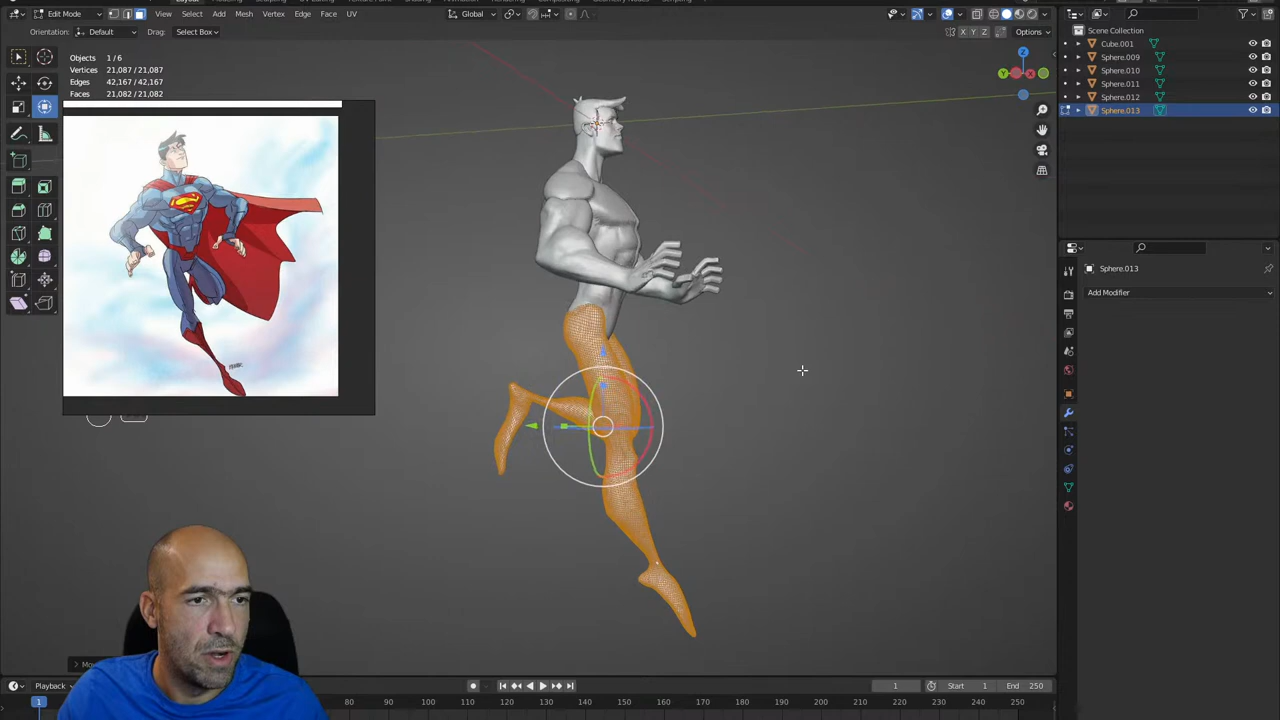 Edit Mode View Select Add Mesh Vertex Edge Face UV Global Options
Orientation: Default Drag: Select Box X Y Z Options
Objects 1 / 6
Vertices 21,087 / 21,087
Edges 42,167 / 42,167
Faces 21,082 / 21,082
Scene Collection
Cube.001
Sphere.009
Sphere.010
Sphere.011
Sphere.012
Sphere.013
Sphere.013
Add Modifier
Z
Y
X
S
Playback 1 Start 1 End 250
1 80 90 100 110 120 130 140 150 160 170 180 190 200 210 220 230 240 250